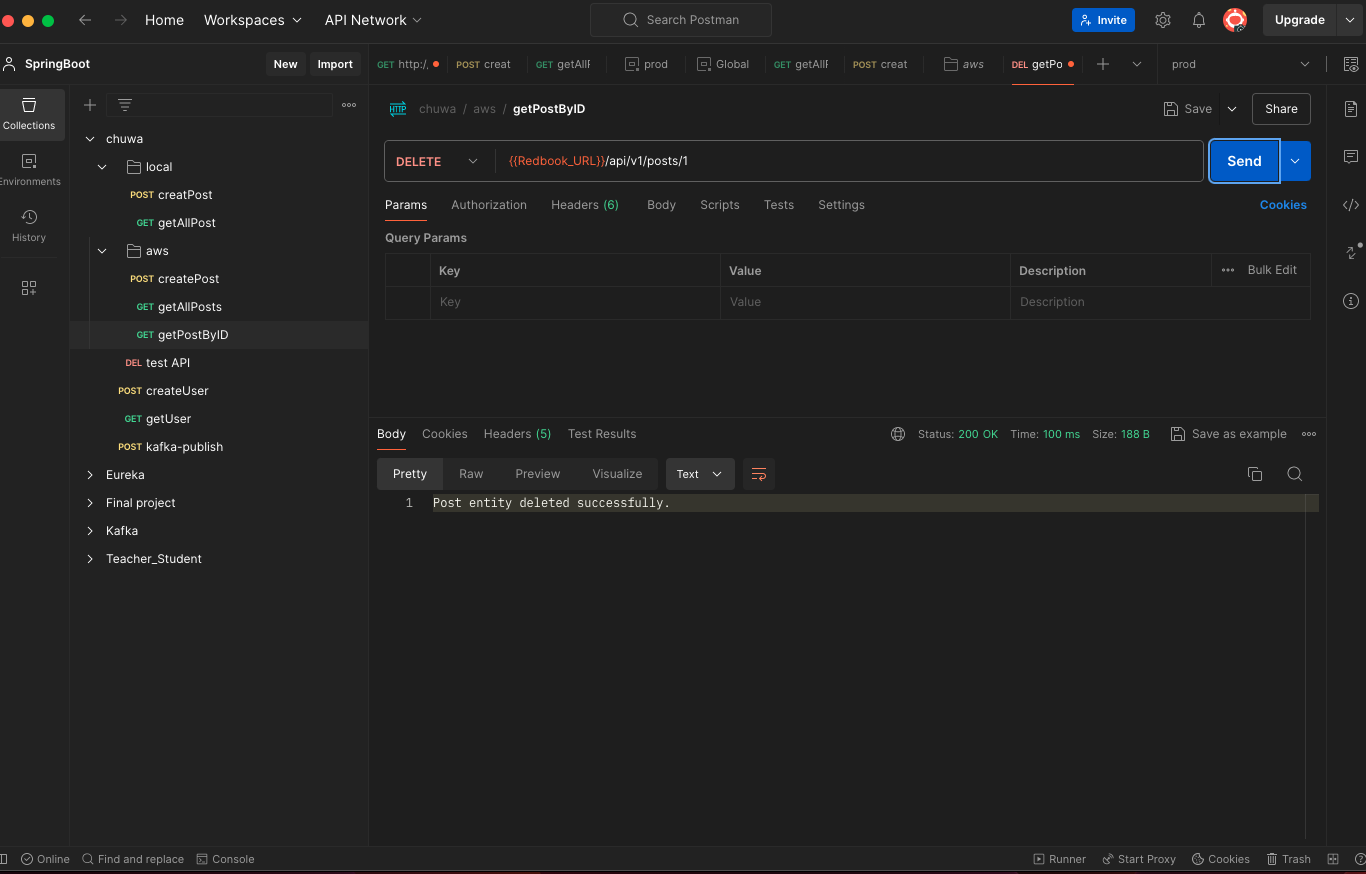 Home Workspaces API Network Search Postman Invite Upgrade
SpringBoot New Import GET http:/, POST creat GET getAllF prod Global GET getAllF POST creat aws DEL getPo prod
Collections
Environments
History
chuwa
local
POST creatPost
GET getAllPost
aws
POST createPost
GET getAllPosts
GET getPostByID
DEL test API
POST createUser
GET getUser
POST kafka-publish
Eureka
Final project
Kafka
Teacher_Student
HTTP chuwa / aws / getPostByID Save Share
DELETE {{Redbook_URL}}/api/v1/posts/1 Send
Params Authorization Headers (6) Body Scripts Tests Settings Cookies
Query Params
Key Value Description Bulk Edit
Key Value Description
Body Cookies Headers (5) Test Results Status: 200 OK Time: 100 ms Size: 188 B Save as example
Pretty Raw Preview Visualize Text
1 Post entity deleted successfully.
Online Find and replace Console Runner Start Proxy Cookies Trash